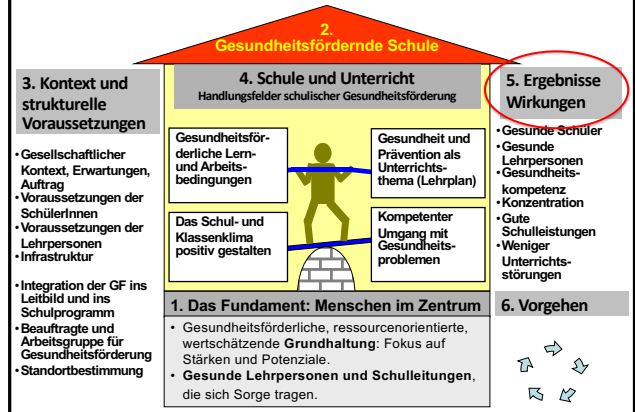 2.
Gesundheitsfördernde Schule
3. Kontext und
strukturelle
Voraussetzungen
•Gesellschaftlicher
Kontext, Erwartungen,
Auftrag
•Voraussetzungen der
SchülerInnen
•Voraussetzungen der
Lehrpersonen
•Infrastruktur
•Integration der GF ins
Leitbild und ins
Schulprogramm
•Beauftragte und
Arbeitsgruppe für
Gesundheitsförderung
•Standortbestimmung
4. Schule und Unterricht
Handlungsfelder schulischer Gesundheitsförderung
Gesundheitsför-
derliche Lern-
und Arbeits-
bedingungen
Gesundheit und
Prävention als
Unterrichts-
thema (Lehrplan)
Das Schul- und
Klassenklima
positiv gestalten
Kompetenter
Umgang mit
Gesundheits-
problemen
1. Das Fundament: Menschen im Zentrum
• Gesundheitsförderliche, ressourcenorientierte,
wertschätzende Grundhaltung: Fokus auf
Stärken und Potenziale.
• Gesunde Lehrpersonen und Schulleitungen,
die sich Sorge tragen.
5. Ergebnisse
Wirkungen
•Gesunde Schüler
•Gesunde
Lehrpersonen
•Gesundheits-
kompetenz
•Konzentration
•Gute
Schulleistungen
•Weniger
Unterrichts-
störungen
6. Vorgehen